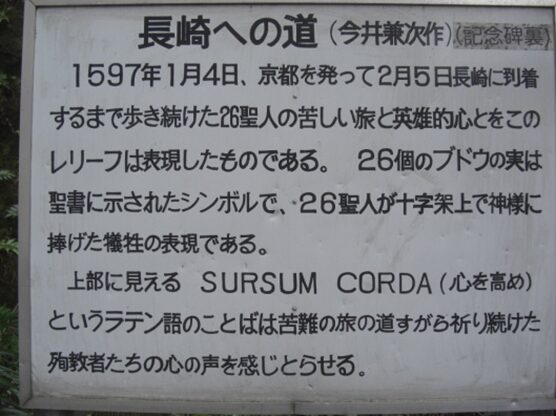 長崎への道（今井兼次作）（記念碑裏）
1597年1月4日、京都を発って2月5日長崎に到着
するまで歩き続けた26聖人の苦しい旅と英雄的心とをこの
レリーフは表現したものである。 26個のブドウの実は
聖書に示されたシンボルで、26聖人が十字架上で神様に
捧げた犠牲の表現である。
上部に見える SURSUM CORDA（心を高め）
というラテン語のことばは苦難の旅の道すがら祈り続けた
殉教者たちの心の声を感じとらせる。